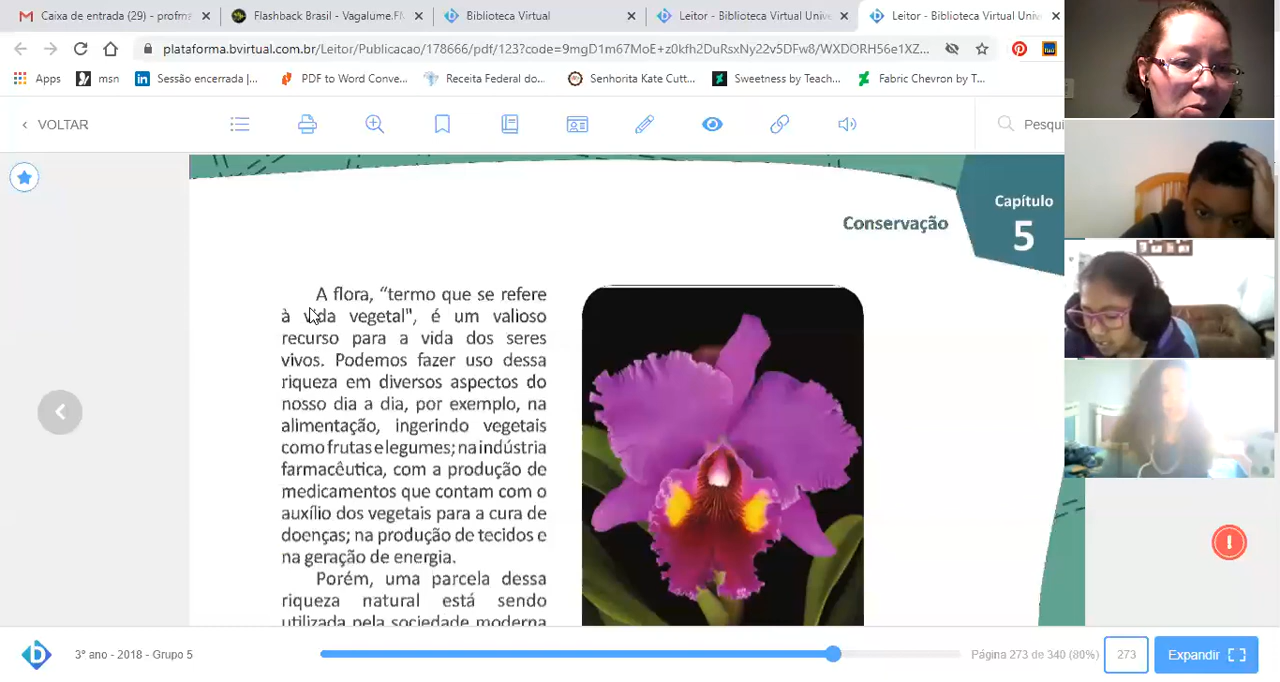 Caixa de entrada (29) - profma
Flashback Brasil - Vagalume.FM
Biblioteca Virtual
Leitor - Biblioteca Virtual Unive
Leitor - Biblioteca Virtual Unive
plataforma.bvirtual.com.br/Leitor/Publicacao/178666/pdf/123?code=9mgD1m67MoE+z0kfh2DuRsxNy22v5DFw8/WXDORH56e1XZ...
Apps
msn
Sessão encerrada |...
PDF to Word Conve...
Receita Federal do...
Senhorita Kate Cutt...
Sweetness by Teach...
Fabric Chevron by T...
VOLTAR
Pesqui
Capítulo
5
Conservação
A flora, “termo que se refere
à vida vegetal", é um valioso
recurso para a vida dos seres
vivos. Podemos fazer uso dessa
riqueza em diversos aspectos do
nosso dia a dia, por exemplo, na
alimentação, ingerindo vegetais
como frutas e legumes; na indústria
farmacêutica, com a produção de
medicamentos que contam com o
auxílio dos vegetais para a cura de
doenças; na produção de tecidos e
na geração de energia.
Porém, uma parcela dessa
riqueza natural está sendo
utilizada pela sociedade moderna
3º ano - 2018 - Grupo 5
Página 273 de 340 (80%)
273
Expandir